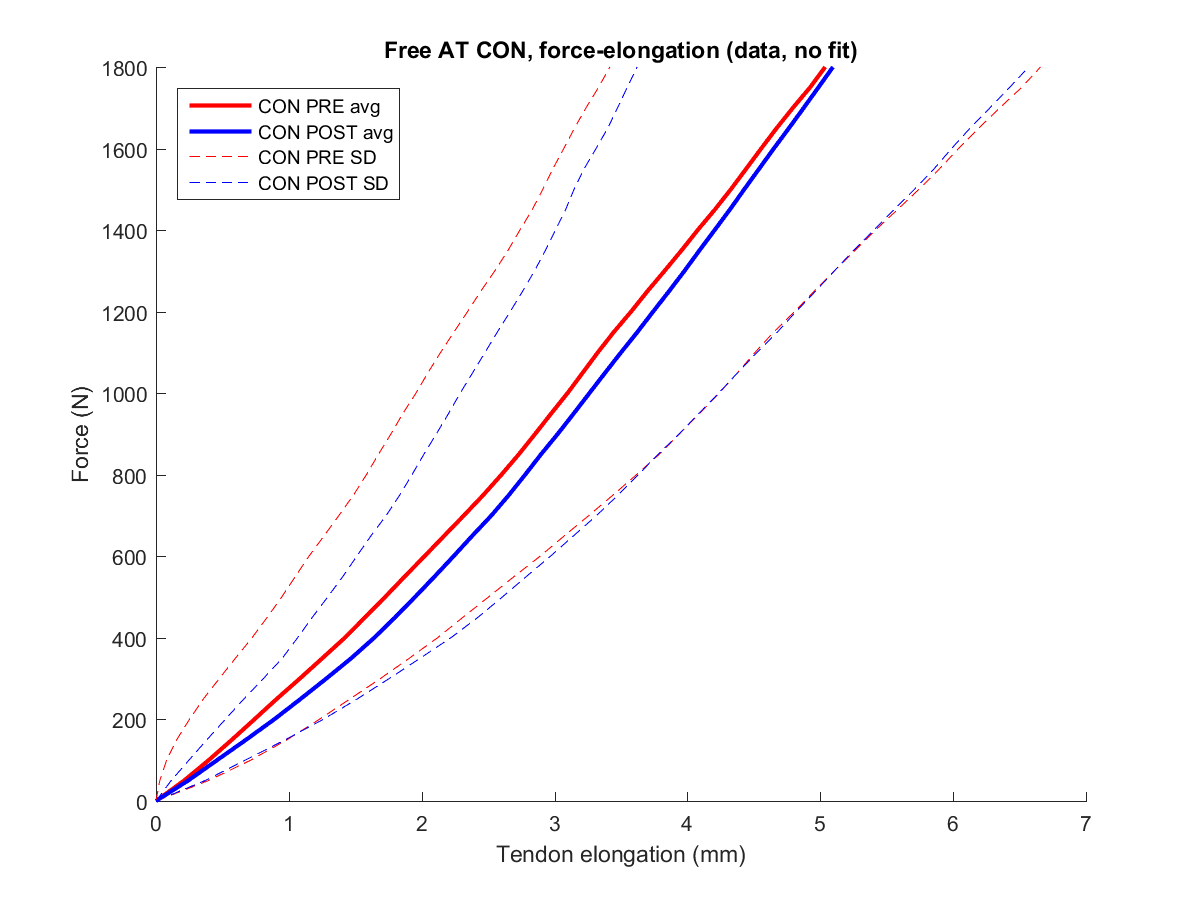 Free AT CON, force-elongation (data, no fit)
CON PRE avg
CON POST avg
CON PRE SD
CON POST SD
Force (N)
1800
1600
1400
1200
1000
800
600
400
200
0
0 1 2 3 4 5 6 7
Tendon elongation (mm)